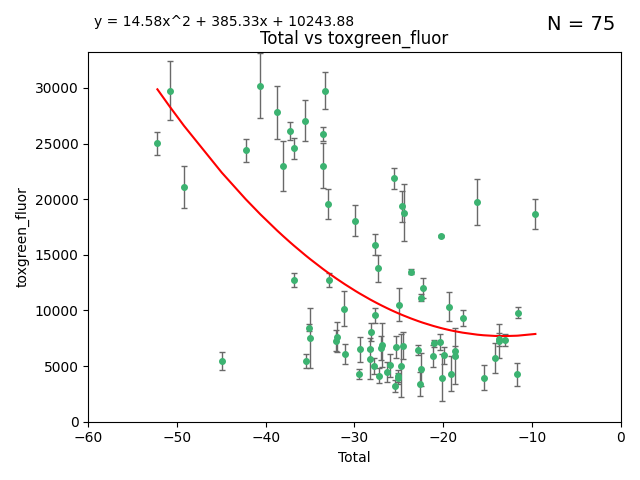 y = 14.58x^2 + 385.33x + 10243.88
N = 75
Total vs toxgreen_fluor
toxgreen_fluor
30000
25000
20000
15000
10000
5000
0
−60
−50
−40
−30
−20
−10
0
Total